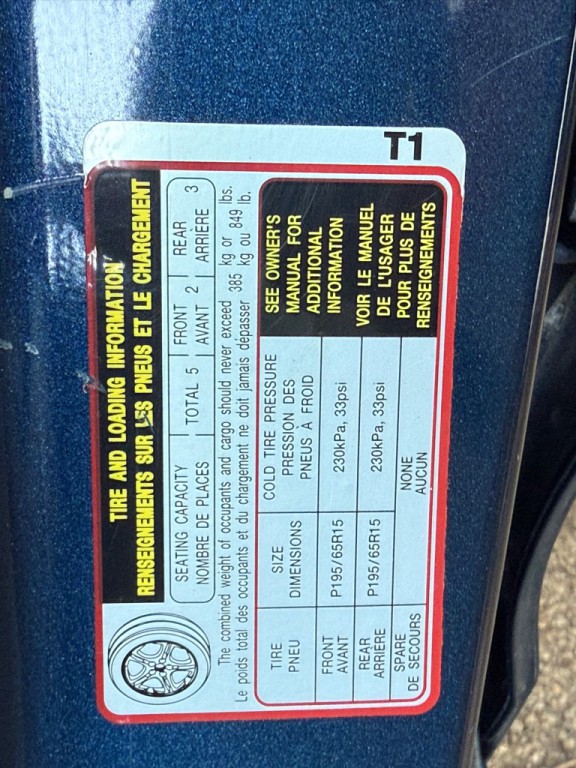 T1
TIRE AND LOADING INFORMATION
RENSEIGNEMENTS SUR LES PNEUS ET LE CHARGEMENT
SEATING CAPACITY TOTAL 5 FRONT 2 REAR 3
NOMBRE DE PLACES AVANT ARRIÈRE
The combined weight of occupants and cargo should never exceed 385 kg or 849 lbs.
Le poids total des occupants et du chargement ne doit jamais dépasser kg ou lb.
TIRE SIZE COLD TIRE PRESSURE
PNEU DIMENSIONS PRESSION DES
PNEUS À FROID
FRONT P195/65R15 230kPa, 33psi
AVANT
REAR P195/65R15 230kPa, 33psi
ARRIÈRE
SPARE NONE
DE SECOURS AUCUN
SEE OWNER'S
MANUAL FOR
ADDITIONAL
INFORMATION
VOIR LE MANUEL
DE L'USAGER
POUR PLUS DE
RENSEIGNEMENTS